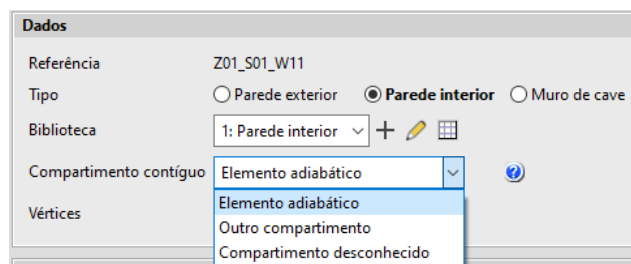 Dados
Referência Z01_S01_W11
Tipo Parede exterior Parede interior Muro de cave
Biblioteca 1: Parede interior
Compartimento contíguo Elemento adiabático
Elemento adiabático
Vértices
Outro compartimento
Compartimento desconhecido